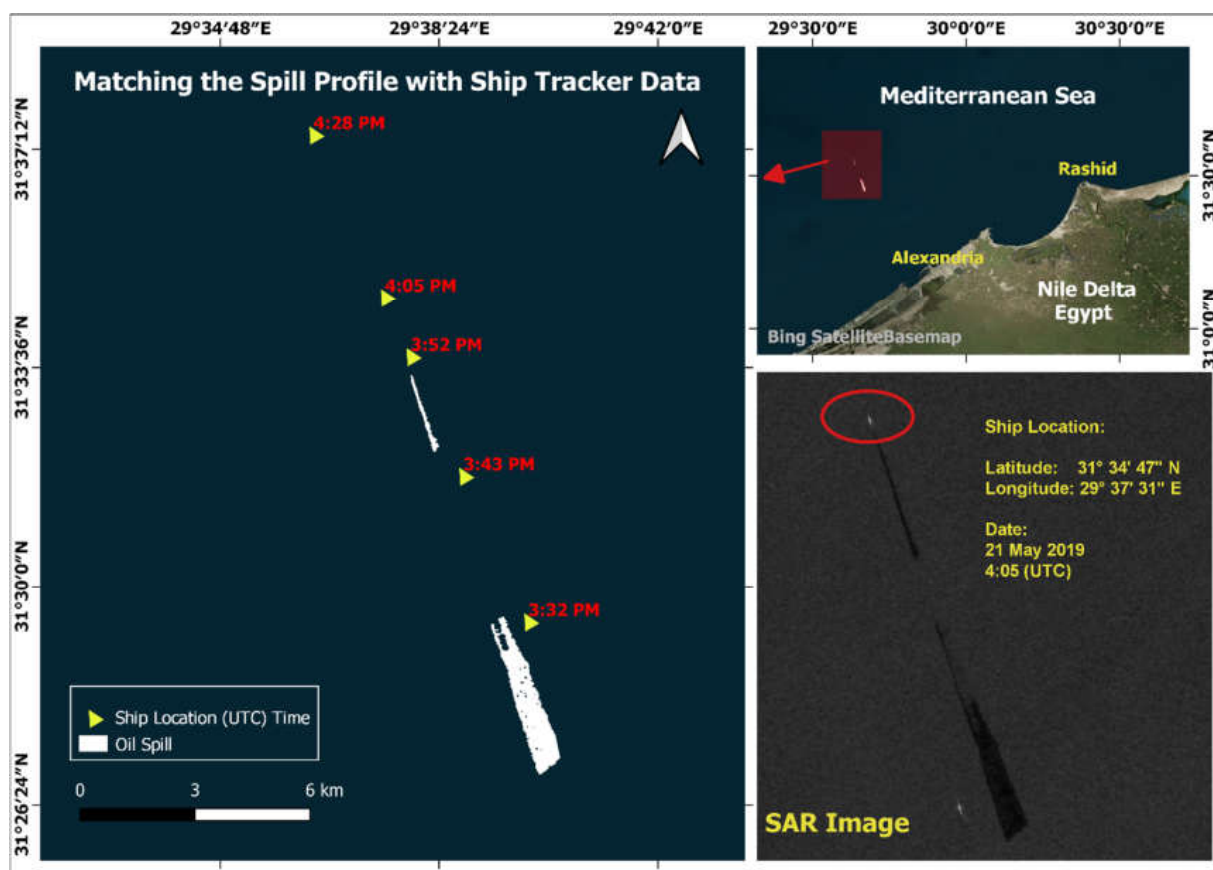 29°34'48"E 29°38'24"E 29°42'0"E
Matching the Spill Profile with Ship Tracker Data
31°37'12"N
31°33'36"N
31°30'0"N
31°26'24"N
4:28 PM
4:05 PM
3:52 PM
3:43 PM
3:32 PM
Ship Location (UTC) Time
Oil Spill
0 3 6 km
29°30'0"E 30°0'0"E 30°30'0"E
Mediterranean Sea
Rashid
Alexandria
Nile Delta
Egypt
Bing SatelliteBasemap
31°30'0"N
31°0'0"N
Ship Location:
Latitude: 31° 34' 47" N
Longitude: 29° 37' 31" E
Date:
21 May 2019
4:05 (UTC)
SAR Image